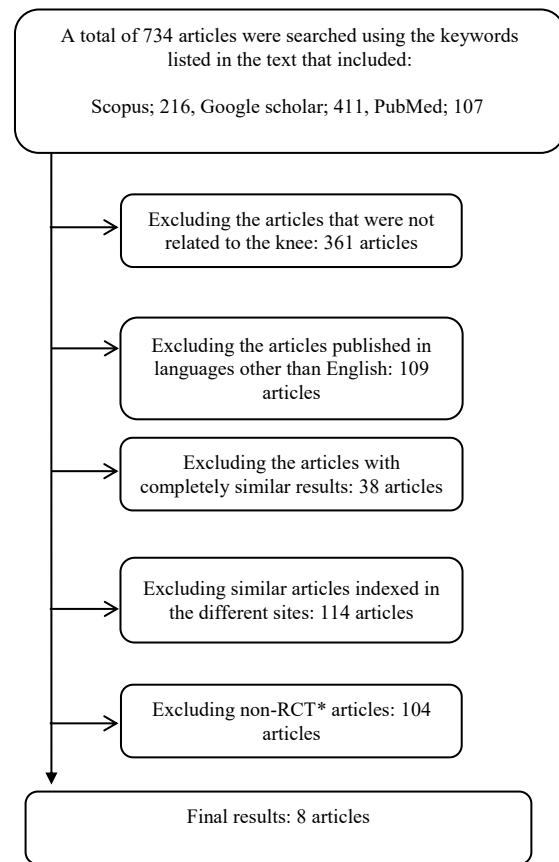 A total of 734 articles were searched using the keywords
listed in the text that included:
Scopus; 216, Google scholar; 411, PubMed; 107
Excluding the articles that were not
related to the knee: 361 articles
Excluding the articles published in
languages other than English: 109
articles
Excluding the articles with
completely similar results: 38 articles
Excluding similar articles indexed in
the different sites: 114 articles
Excluding non-RCT* articles: 104
articles
Final results: 8 articles